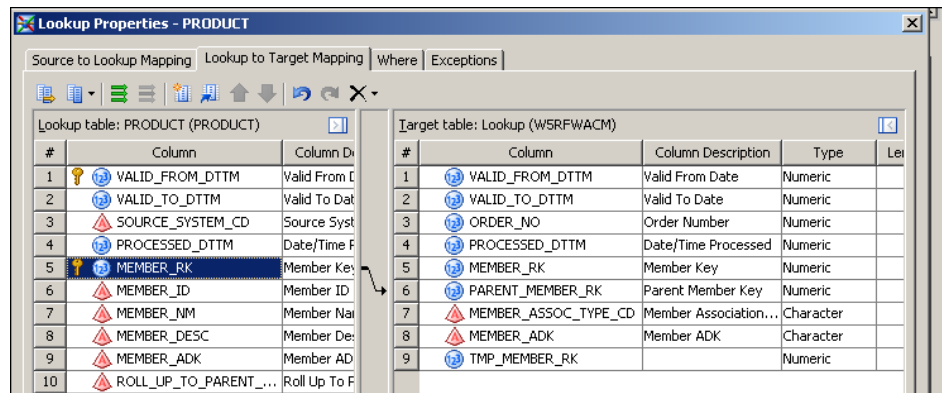 Lookup Properties - PRODUCT
Source to Lookup Mapping Lookup to Target Mapping Where Exceptions
Lookup table: PRODUCT (PRODUCT) Target table: Lookup (W5RFWACM)
# Column Column De # Column Column Description Type Ler
1 VALID_FROM_DTTM Valid From D 1 VALID_FROM_DTTM Valid From Date Numeric
2 VALID_TO_DTTM Valid To Dat 2 VALID_TO_DTTM Valid To Date Numeric
3 SOURCE_SYSTEM_CD Source Syst 3 ORDER_NO Order Number Numeric
4 PROCESSED_DTTM Date/Time P 4 PROCESSED_DTTM Date/Time Processed Numeric
5 MEMBER_RK Member Key 5 MEMBER_RK Member Key Numeric
6 MEMBER_ID Member ID 6 PARENT_MEMBER_RK Parent Member Key Numeric
7 MEMBER_NM Member Nar 7 MEMBER_ASSOC_TYPE_CD Member Association... Character
8 MEMBER_DESC Member Des 8 MEMBER_ADK Member ADK Character
9 MEMBER_ADK Member AD 9 TMP_MEMBER_RK Numeric
10 ROLL_UP_TO_PARENT_... Roll Up To P